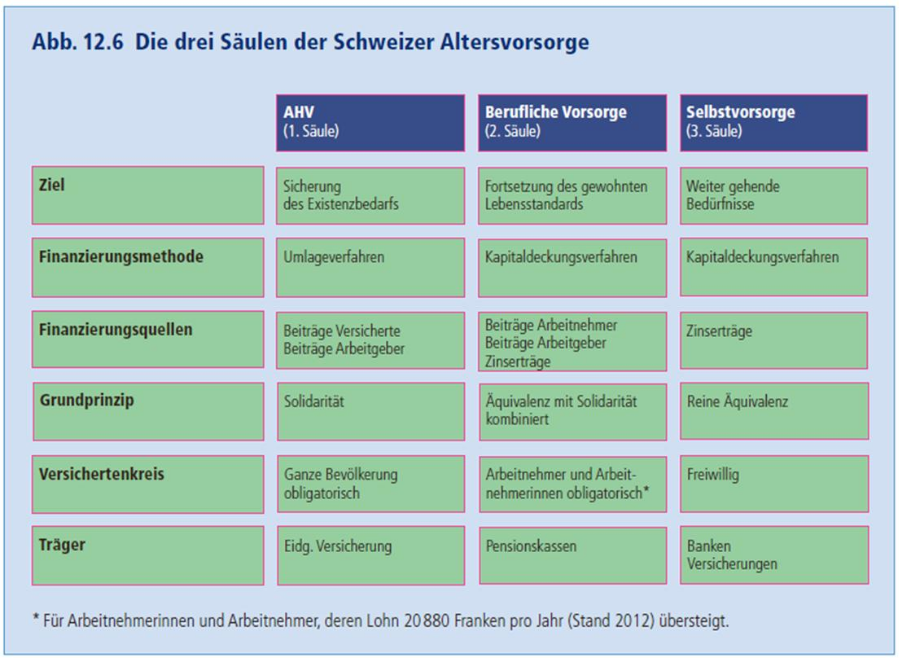 Abb. 12.6 Die drei Säulen der Schweizer Altersvorsorge
AHV
(1. Säule)
Berufliche Vorsorge
(2. Säule)
Selbstvorsorge
(3. Säule)
Ziel
Sicherung
des Existenzbedarfs
Fortsetzung des gewohnten
Lebensstandards
Weiter gehende
Bedürfnisse
Finanzierungsmethode
Umlageverfahren
Kapitaldeckungsverfahren
Kapitaldeckungsverfahren
Finanzierungsquellen
Beiträge Versicherte
Beiträge Arbeitgeber
Beiträge Arbeitnehmer
Beiträge Arbeitgeber
Zinserträge
Zinserträge
Grundprinzip
Solidarität
Äquivalenz mit Solidarität
kombiniert
Reine Äquivalenz
Versichertenkreis
Ganze Bevölkerung
obligatorisch
Arbeitnehmer und Arbeit-
nehmerinnen obligatorisch*
Freiwillig
Träger
Eidg. Versicherung
Pensionskassen
Banken
Versicherungen
* Für Arbeitnehmerinnen und Arbeitnehmer, deren Lohn 20 880 Franken pro Jahr (Stand 2012) übersteigt.